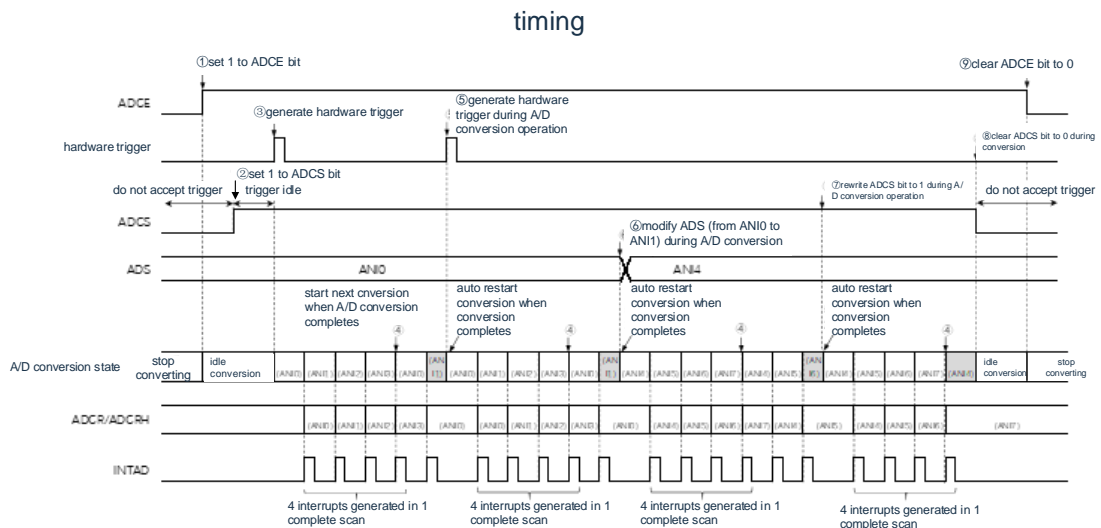 timing
①set 1 to ADCE bit
⑨clear ADCE bit to 0
ADCE
③generate hardware trigger
⑤generate hardware
trigger during A/D
conversion operation
hardware trigger
⑧clear ADCS bit to 0 during
conversion
②set 1 to ADCS bit
do not accept trigger
trigger idle
⑦rewrite ADCS bit to 1 during A/
D conversion operation
do not accept trigger
ADCS
⑥modify ADS (from ANI0 to
ANI1) during A/D conversion
ADS
ANI0
ANI4
start next cnversion
when A/D conversion
completes
auto restart
conversion when
conversion
completes
auto restart
conversion when
conversion
completes
auto restart
conversion when
conversion
completes
④
④
④
④
A/D conversion state
stop
converting
idle
conversion
idle
conversion
stop
converting
ADCR/ADCRH
INTAD
4 interrupts generated in 1
complete scan
4 interrupts generated in 1
complete scan
4 interrupts generated in 1
complete scan
4 interrupts generated in 1
complete scan